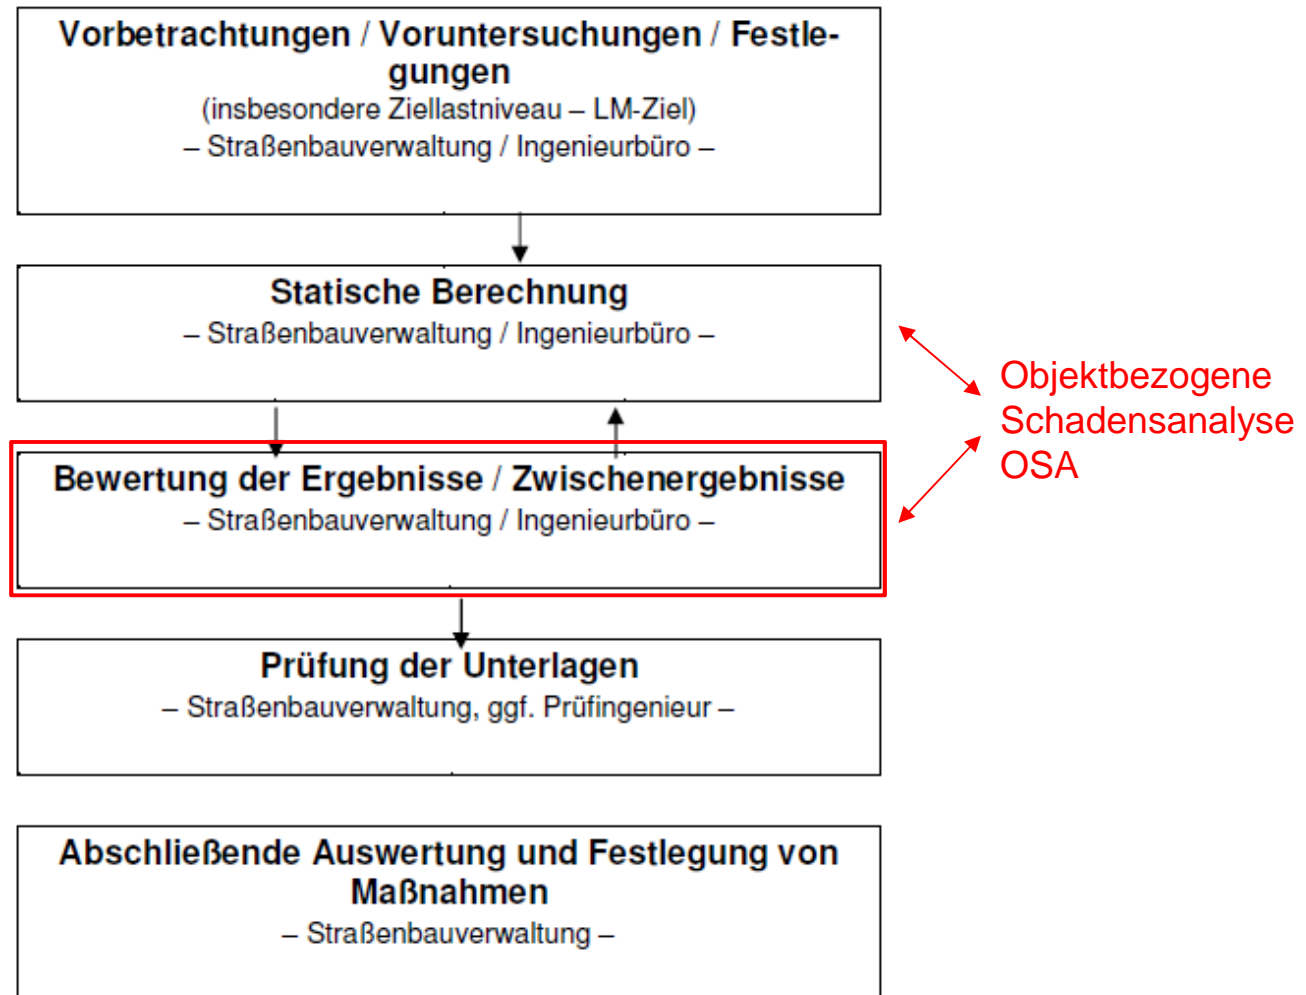 Vorbetrachtungen / Voruntersuchungen / Festle-
gungen
(insbesondere Ziellastniveau – LM-Ziel)
– Straßenbauverwaltung / Ingenieurbüro –
Statische Berechnung
– Straßenbauverwaltung / Ingenieurbüro –
Objektbezogene
Schadensanalyse
OSA
Bewertung der Ergebnisse / Zwischenergebnisse
– Straßenbauverwaltung / Ingenieurbüro –
Prüfung der Unterlagen
– Straßenbauverwaltung, ggf. Prüfingenieur –
Abschließende Auswertung und Festlegung von
Maßnahmen
– Straßenbauverwaltung –